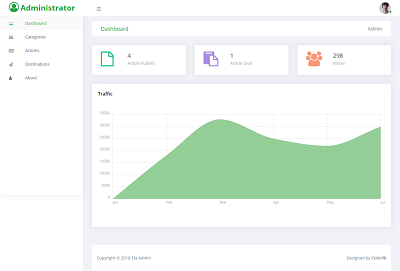 Administrator
Dashboard
Categories
Articles
Destinations
About
Dashboard
Admin
4
Article Publish
1
Article Draft
298
Visitor
Traffic
35000
30000
25000
20000
15000
10000
5000
0
Jan
Feb
Mar
Apr
May
Jul
Copyright © 2018 Ela Admin
Designed by Colorlib